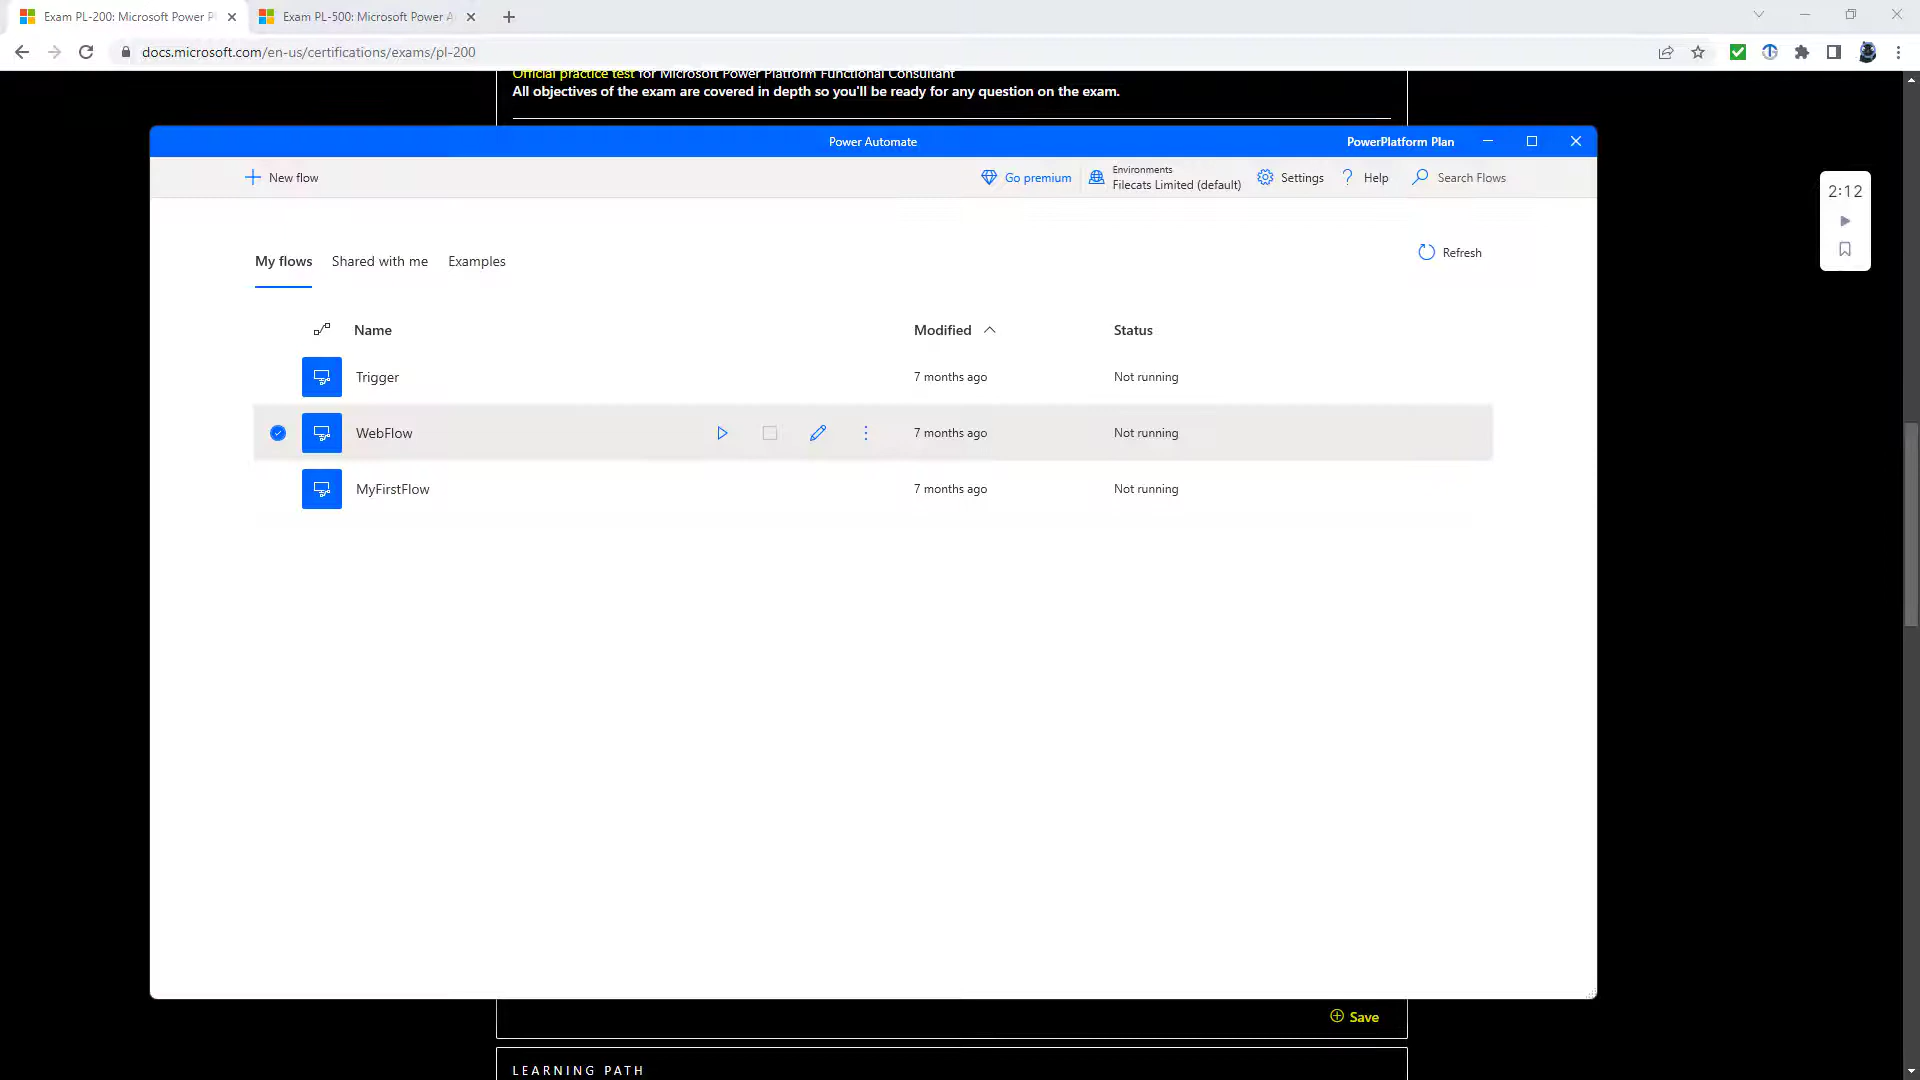 Exam PL-200: Microsoft Power P
Exam PL-500: Microsoft Power A
docs.microsoft.com/en-us/certifications/exams/pl-200
Official practice test for Microsoft Power Platform Functional Consultant
All objectives of the exam are covered in depth so you'll be ready for any question on the exam.
Power Automate
PowerPlatform Plan
New flow
Go premium
Environments
Filecats Limited (default)
Settings
? Help
Search Flows
2:12
My flows
Shared with me
Examples
Refresh
Name
Modified
Status
Trigger
7 months ago
Not running
WebFlow
7 months ago
Not running
MyFirstFlow
7 months ago
Not running
Save
LEARNING PATH